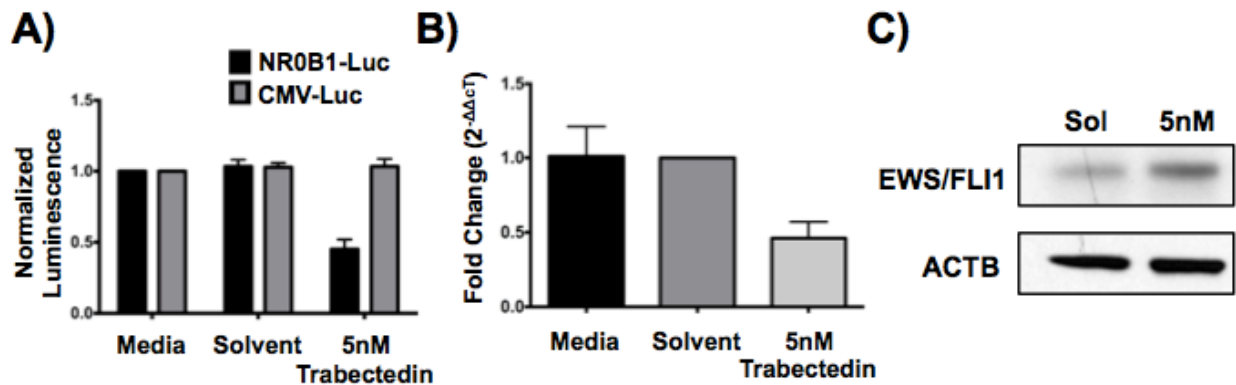 A)
NR0B1-Luc
CMV-Luc
Normalized
Luminescence
1.5
1.0
0.5
0.0
Media
Solvent
5nM
Trabectedin
B)
Fold Change (2^-ΔΔcT)
1.5
1.0
0.5
0.0
Media
Solvent
5nM
Trabectedin
C)
Sol
5nM
EWS/FLI1
ACTB